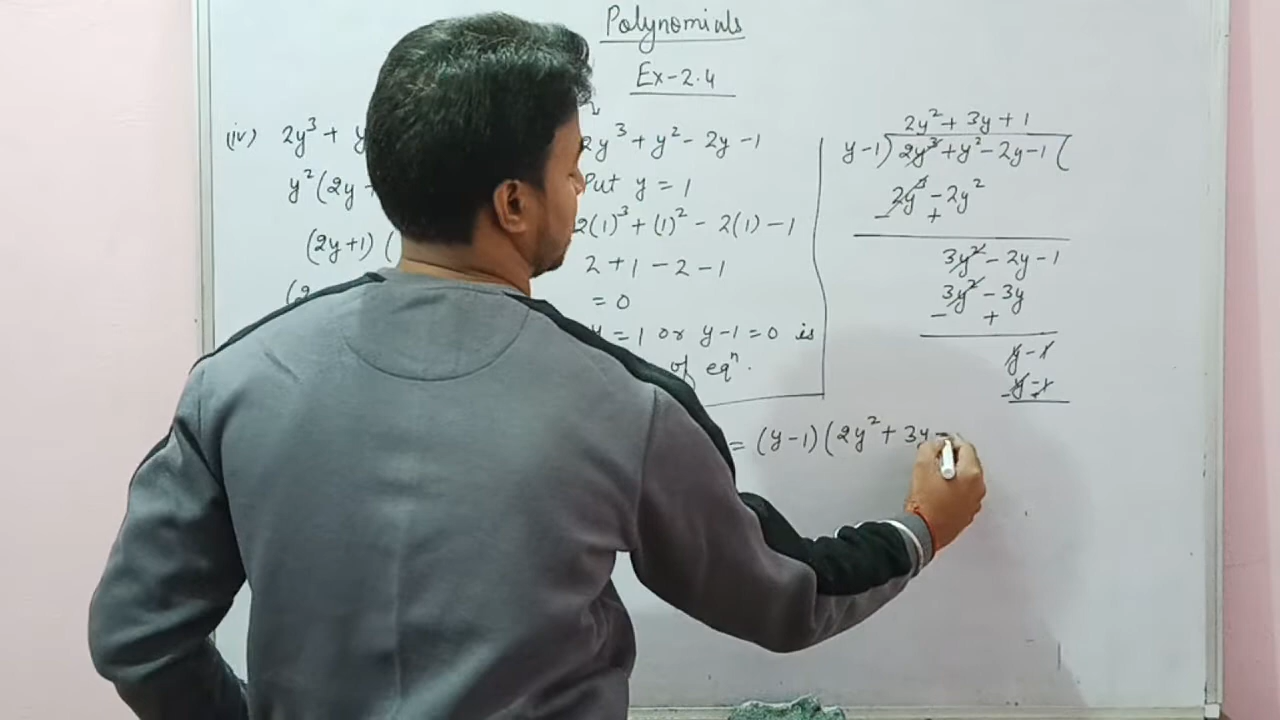 Polynomials
Ex-2.4
(iv) 2y³ + y
y²(2y +
(2y+1) (
2y³ + y² - 2y - 1
Put y = 1
2(1)³ + (1)² - 2(1) - 1
2 + 1 - 2 - 1
= 0
y = 1 or y-1 = 0 is
of eqⁿ.
2y² + 3y + 1
y-1) 2y³ + y² - 2y - 1 (
2y³ - 2y²
- +
3y² - 2y - 1
3y² - 3y
- +
y - 1
y - 1
- +
= (y-1) (2y² + 3y